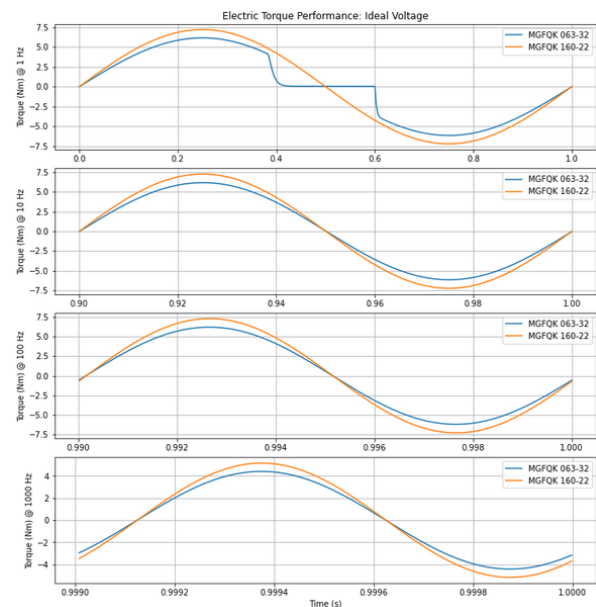 Electric Torque Performance: Ideal Voltage
Torque (Nm) @ 1 Hz
7.5
5.0
2.5
0.0
-2.5
-5.0
-7.5
MGFQK 063-32
MGFQK 160-22
0.0 0.2 0.4 0.6 0.8 1.0
Torque (Nm) @ 10 Hz
7.5
5.0
2.5
0.0
-2.5
-5.0
-7.5
MGFQK 063-32
MGFQK 160-22
0.90 0.92 0.94 0.96 0.98 1.00
Torque (Nm) @ 100 Hz
7.5
5.0
2.5
0.0
-2.5
-5.0
-7.5
MGFQK 063-32
MGFQK 160-22
0.990 0.992 0.994 0.996 0.998 1.000
Torque (Nm) @ 1000 Hz
4
2
0
-2
-4
MGFQK 063-32
MGFQK 160-22
0.9990 0.9992 0.9994 0.9996 0.9998 1.0000
Time (s)